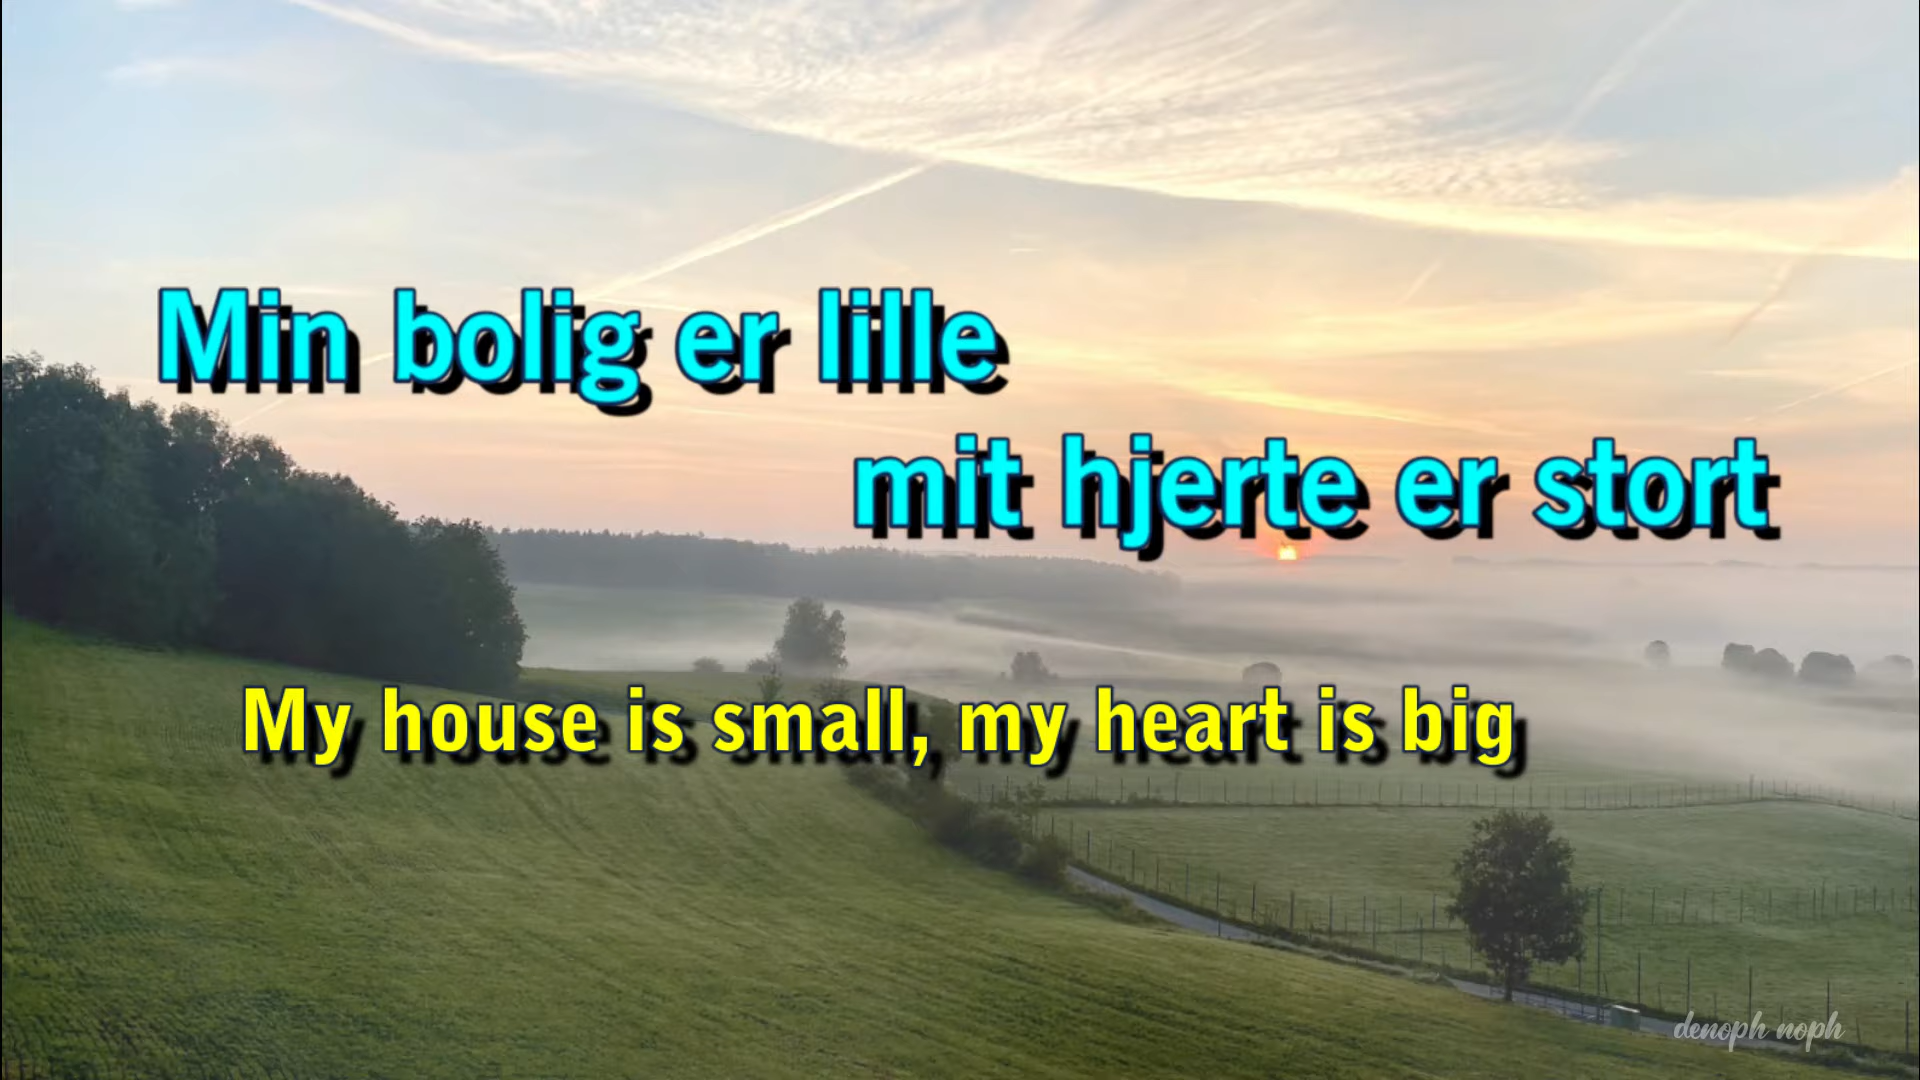 Min bolig er lille
mit hjerte er stort
My house is small, my heart is big
denoph noph